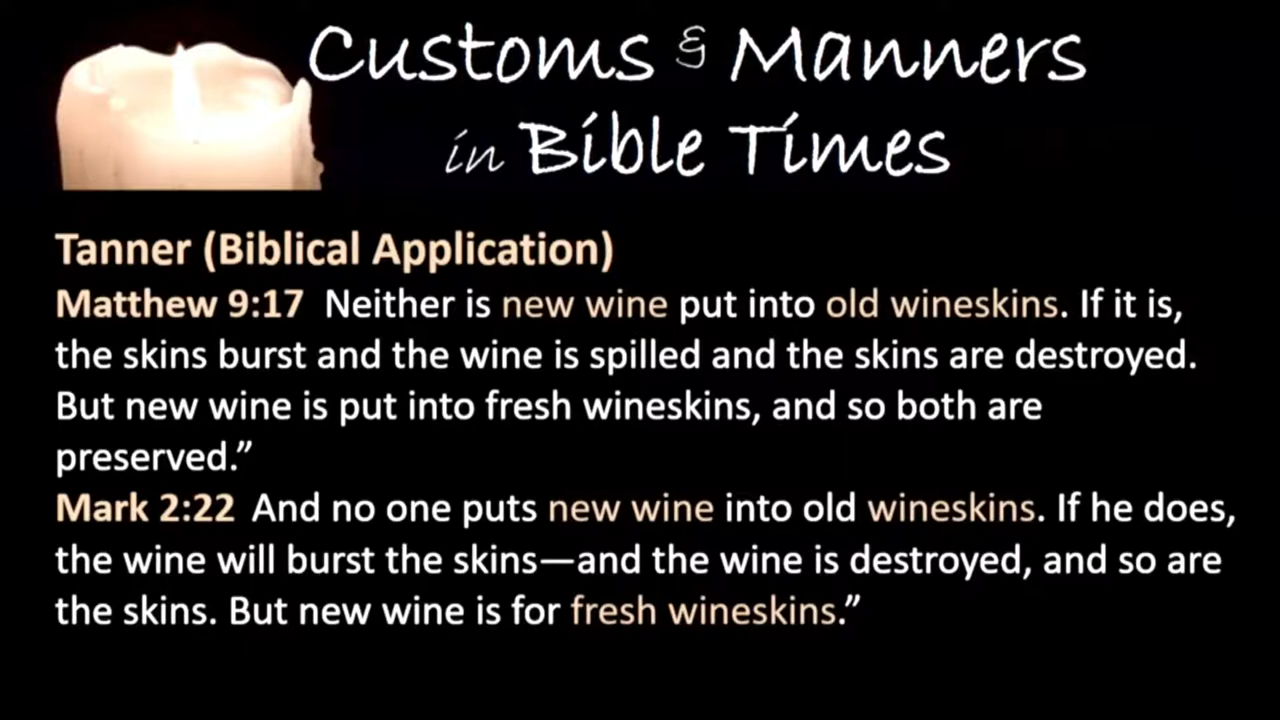 Customs & Manners
in Bible Times
Tanner (Biblical Application)
Matthew 9:17 Neither is new wine put into old wineskins. If it is,
the skins burst and the wine is spilled and the skins are destroyed.
But new wine is put into fresh wineskins, and so both are
preserved.”
Mark 2:22 And no one puts new wine into old wineskins. If he does,
the wine will burst the skins—and the wine is destroyed, and so are
the skins. But new wine is for fresh wineskins.”